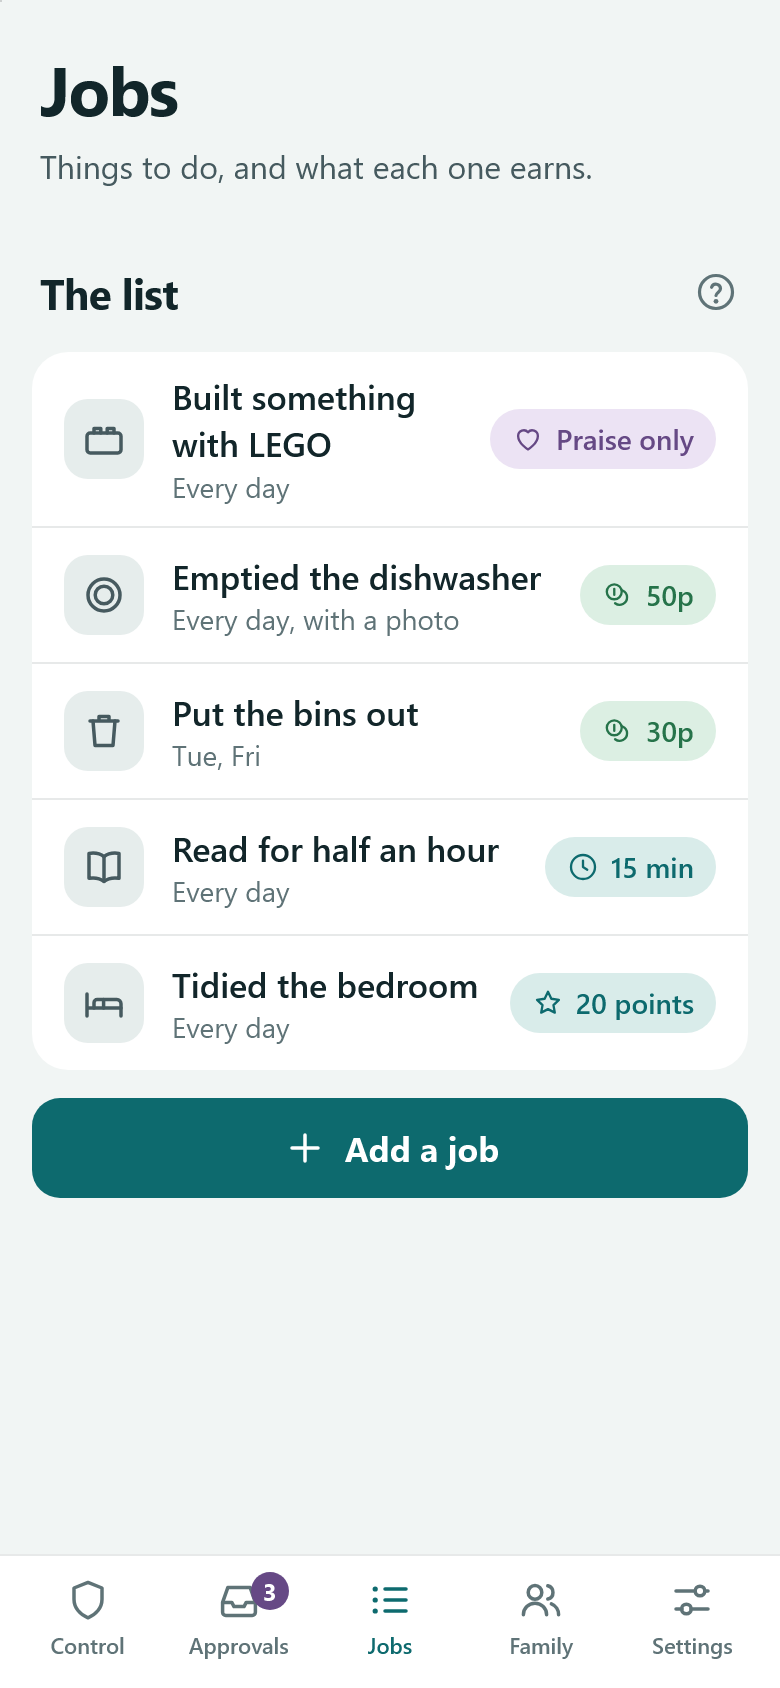 Jobs
Things to do, and what each one earns.
The list
Built something
with LEGO
Every day
Praise only
Emptied the dishwasher
Every day, with a photo
50p
Put the bins out
Tue, Fri
30p
Read for half an hour
Every day
15 min
Tidied the bedroom
Every day
20 points
Add a job
3
Control
Approvals
Jobs
Family
Settings